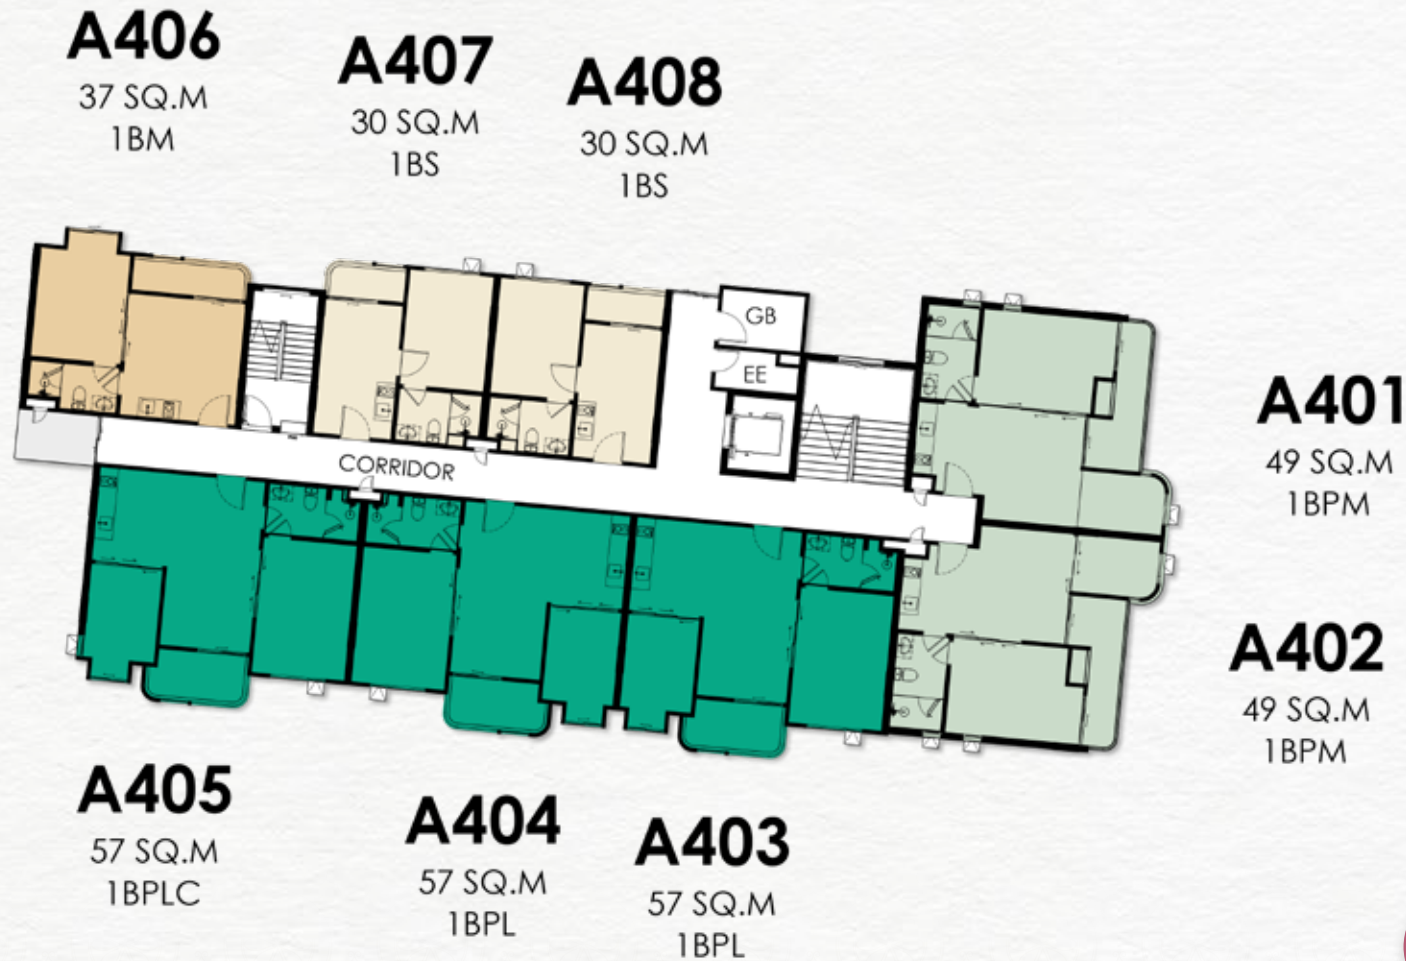 A406
37 SQ.M
1BM
A407
30 SQ.M
1BS
A408
30 SQ.M
1BS
GB
EE
CORRIDOR
A401
49 SQ.M
1BPM
A402
49 SQ.M
1BPM
A405
57 SQ.M
1BPLC
A404
57 SQ.M
1BPL
A403
57 SQ.M
1BPL